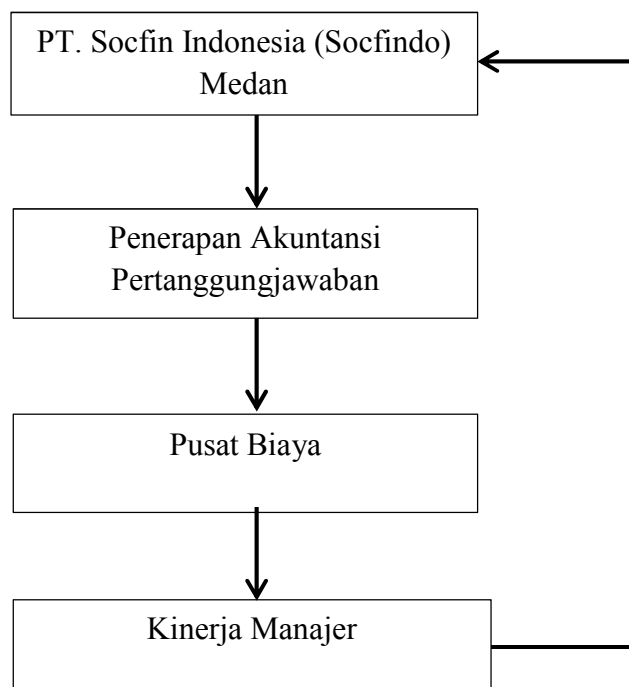 PT. Socfin Indonesia (Socfindo)
Medan
Penerapan Akuntansi
Pertanggungjawaban
Pusat Biaya
Kinerja Manajer